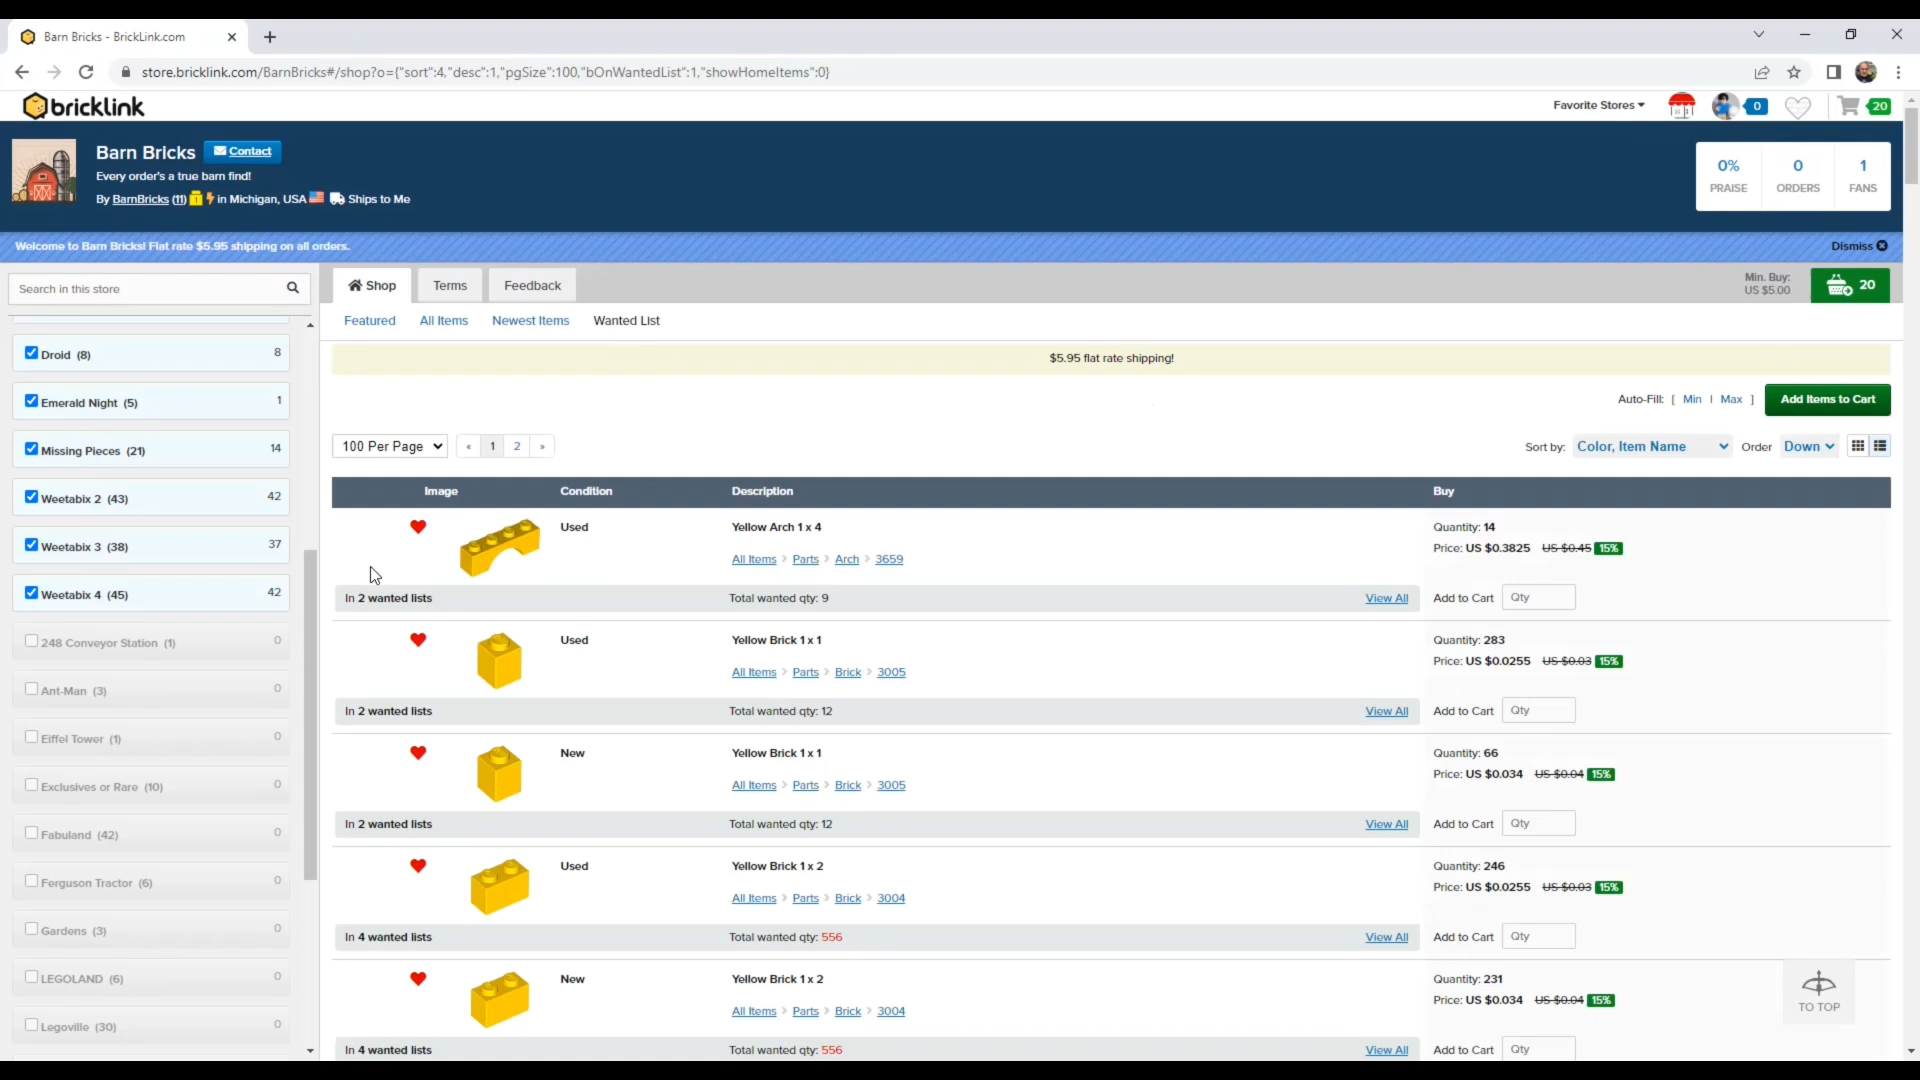 Barn Bricks - BrickLink.com
store.bricklink.com/BarnBricks#/shop?o={"sort":4,"desc":1,"pgSize":100,"bOnWantedList":1,"showHomeItems":0}
bricklink
Favorite Stores
0
20
Barn Bricks
Contact
Every order's a true barn find!
By BarnBricks (11) 1 in Michigan, USA Ships to Me
0%
PRAISE
0
ORDERS
1
FANS
Welcome to Barn Bricks! Flat rate $5.95 shipping on all orders.
Dismiss
Search in this store
Shop
Terms
Feedback
Min. Buy:
US $5.00
20
Featured
All Items
Newest Items
Wanted List
$5.95 flat rate shipping!
Droid (8) 8
Emerald Night (5) 1
Missing Pieces (21) 14
Weetabix 2 (43) 42
Weetabix 3 (38) 37
Weetabix 4 (45) 42
248 Conveyor Station (1) 0
Ant-Man (3) 0
Eiffel Tower (1) 0
Exclusives or Rare (10) 0
Fabuland (42) 0
Ferguson Tractor (6) 0
Gardens (3) 0
LEGOLAND (6) 0
Legoville (30) 0
Auto-Fill: [ Min | Max ]
Add Items to Cart
100 Per Page
« 1 2 »
Sort by: Color, Item Name Order Down
Image Condition Description Buy
Used
Yellow Arch 1 x 4
All Items > Parts > Arch > 3659
Quantity: 14
Price: US $0.3825 US $0.45 15%
In 2 wanted lists
Total wanted qty: 9
View All
Add to Cart Qty
Used
Yellow Brick 1 x 1
All Items > Parts > Brick > 3005
Quantity: 283
Price: US $0.0255 US $0.03 15%
In 2 wanted lists
Total wanted qty: 12
View All
Add to Cart Qty
New
Yellow Brick 1 x 1
All Items > Parts > Brick > 3005
Quantity: 66
Price: US $0.034 US $0.04 15%
In 2 wanted lists
Total wanted qty: 12
View All
Add to Cart Qty
Used
Yellow Brick 1 x 2
All Items > Parts > Brick > 3004
Quantity: 246
Price: US $0.0255 US $0.03 15%
In 4 wanted lists
Total wanted qty: 556
View All
Add to Cart Qty
New
Yellow Brick 1 x 2
All Items > Parts > Brick > 3004
Quantity: 231
Price: US $0.034 US $0.04 15%
In 4 wanted lists
Total wanted qty: 556
View All
Add to Cart Qty
TO TOP